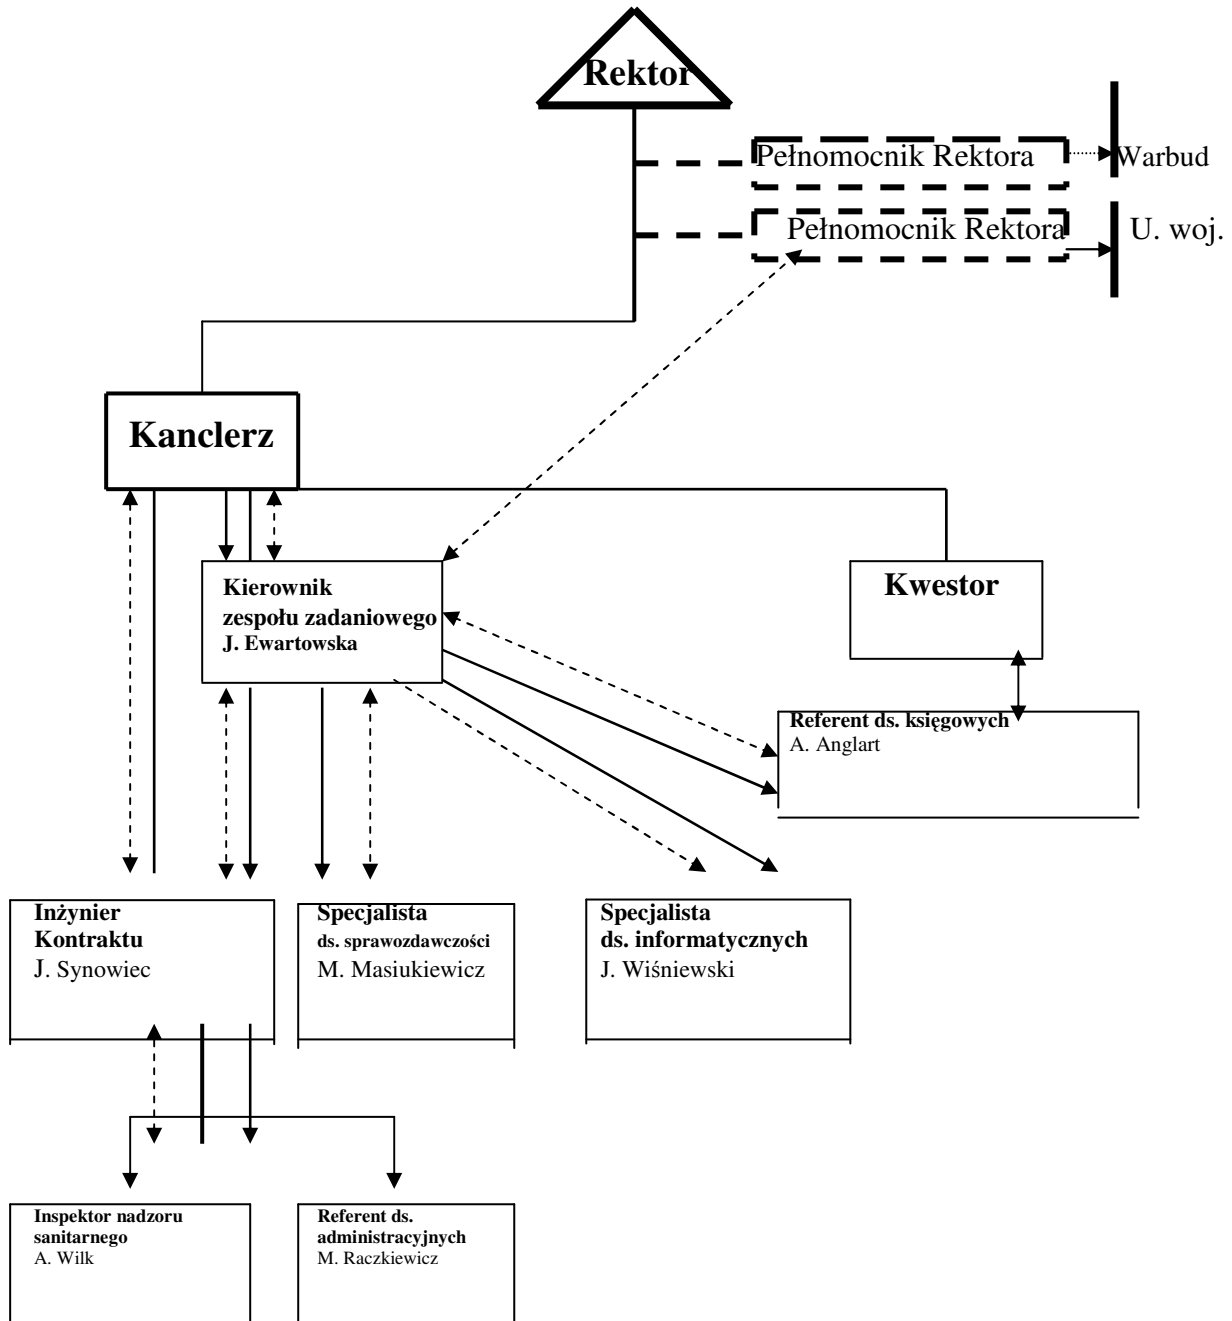 Rektor
Pełnomocnik Rektora
Warbud
Pełnomocnik Rektora
U. woj.
Kanclerz
Kierownik
zespołu zadaniowego
J. Ewartowska
Kwestor
Referent ds. księgowych
A. Anglart
Inżynier
Kontraktu
J. Synowiec
Specjalista
ds. sprawozdawczości
M. Masiukiewicz
Specjalista
ds. informatycznych
J. Wiśniewski
Inspektor nadzoru
sanitarnego
A. Wilk
Referent ds.
administracyjnych
M. Raczkiewicz